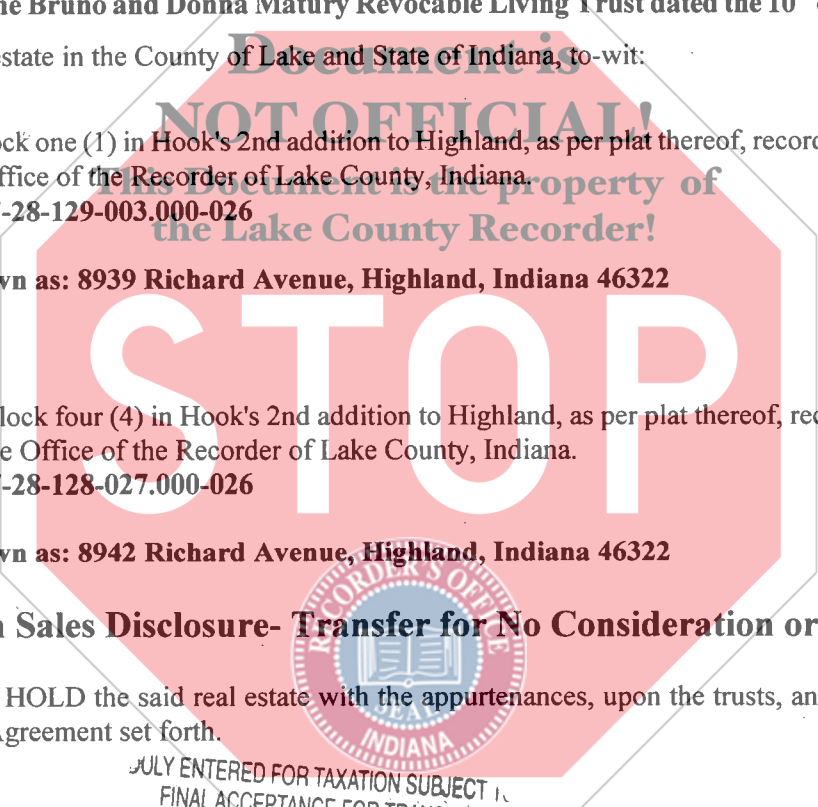 ne Bruno and Donna Matury Revocable Living Trust dated the 10
estate in the County of Lake and State of Indiana, to-wit:
Document is
NOT OFFICIAL!
This Document is the property of
the Lake County Recorder!
ock one (1) in Hook's 2nd addition to Highland, as per plat thereof, record
ffice of the Recorder of Lake County, Indiana.
-28-129-003.000-026
wn as: 8939 Richard Avenue, Highland, Indiana 46322
STOP
lock four (4) in Hook's 2nd addition to Highland, as per plat thereof, rec
e Office of the Recorder of Lake County, Indiana.
-28-128-027.000-026
wn as: 8942 Richard Avenue, Highland, Indiana 46322
RECORDER'S OFFICE
SEAL
INDIANA
n Sales Disclosure- Transfer for No Consideration or
HOLD the said real estate with the appurtenances, upon the trusts, an
Agreement set forth.
DULY ENTERED FOR TAXATION SUBJECT
FINAL ACCEPTANCE FOR